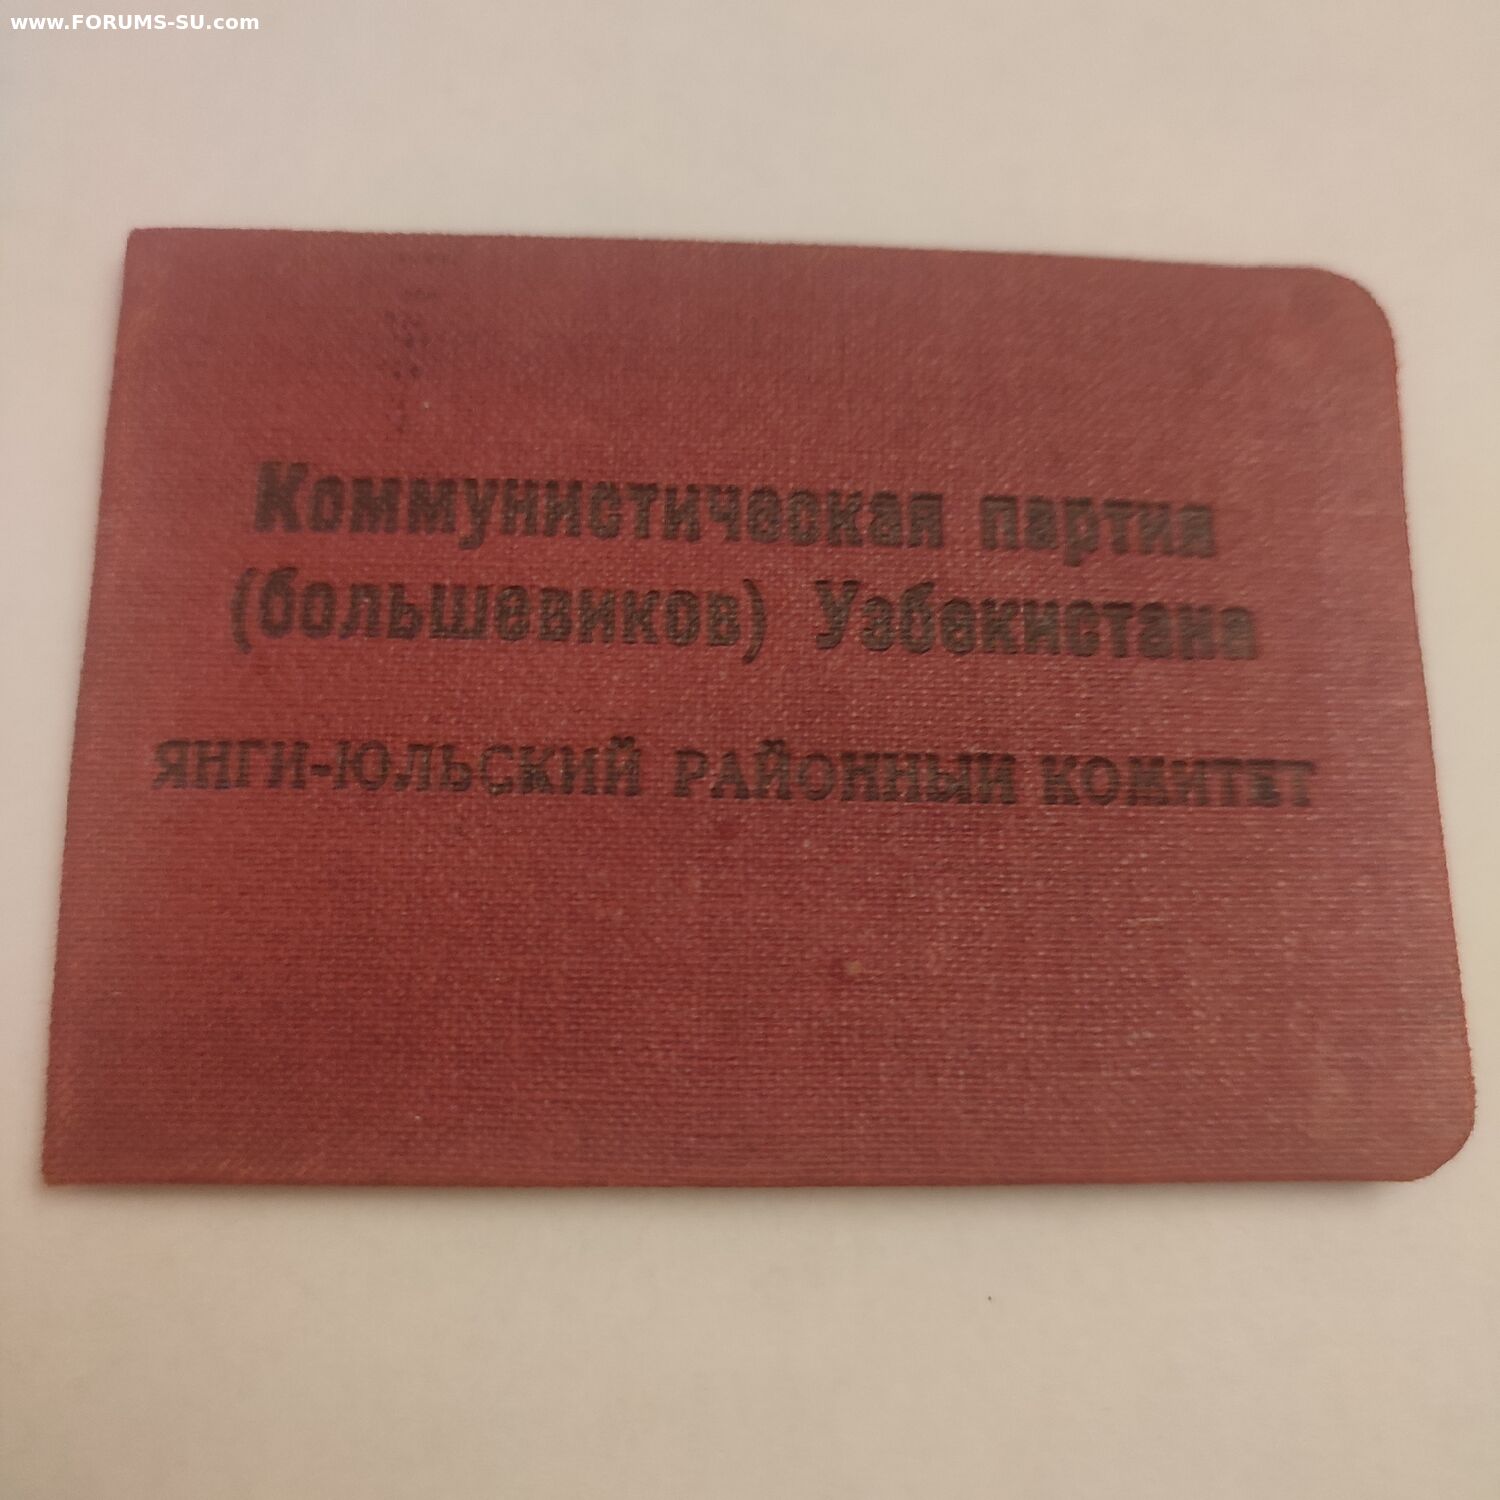 www.FORUMS-SU.com
Коммунистическая партия
(большевиков) Узбекистана
ЯНГИ-ЮЛЬСКИЙ РАЙОННЫЙ КОМИТЕТ